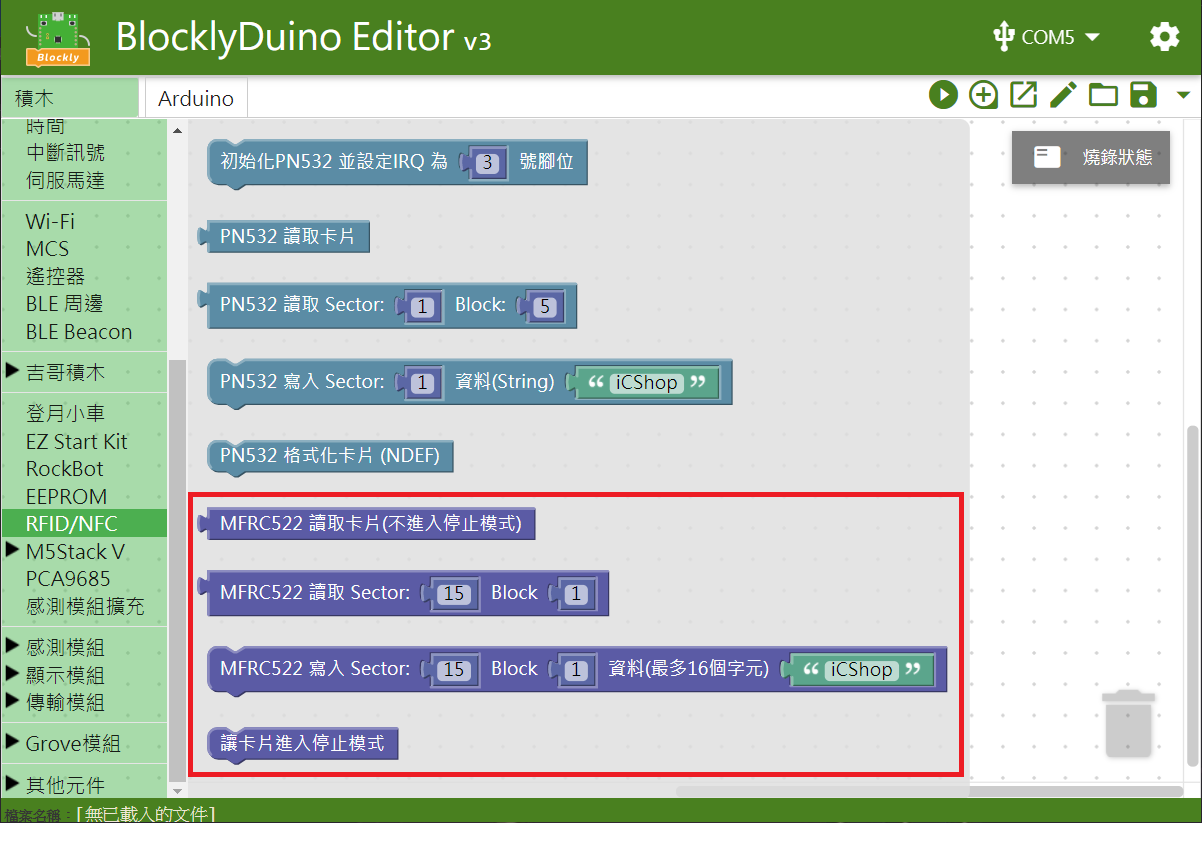 Blockly
BlocklyDuino Editor v3
COM5
積木
Arduino
時間
中斷訊號
伺服馬達
Wi-Fi
MCS
遙控器
BLE 周邊
BLE Beacon
吉哥積木
登月小車
EZ Start Kit
RockBot
EEPROM
RFID/NFC
M5Stack V
PCA9685
感測模組擴充
感測模組
顯示模組
傳輸模組
Grove模組
其他元件
初始化PN532 並設定IRQ 為 3 號腳位
PN532 讀取卡片
PN532 讀取 Sector: 1 Block: 5
PN532 寫入 Sector: 1 資料(String) “ iCShop ”
PN532 格式化卡片 (NDEF)
MFRC522 讀取卡片(不進入停止模式)
MFRC522 讀取 Sector: 15 Block 1
MFRC522 寫入 Sector: 15 Block 1 資料(最多16個字元) “ iCShop ”
讓卡片進入停止模式
燒錄狀態
檔案名稱：[無已載入的文件]